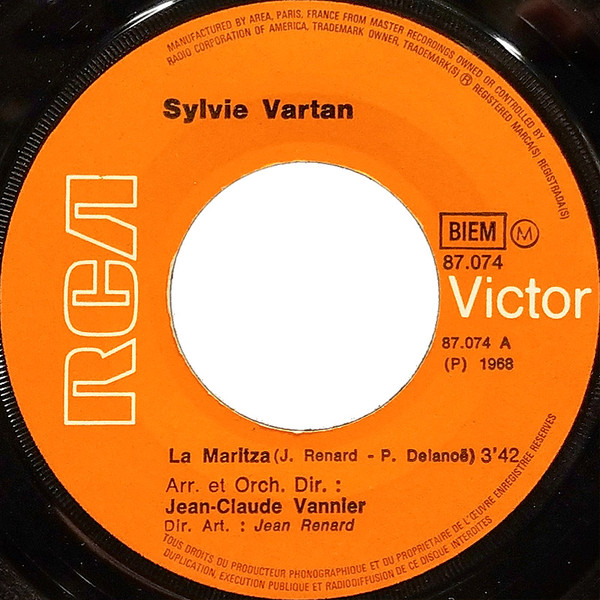 MANUFACTURED BY AREA, PARIS, FRANCE FROM MASTER RECORDINGS OWNED OR CONTROLLED BY
RADIO CORPORATION OF AMERICA, TRADEMARK OWNER, TRADEMARK(S) ® REGISTERED MARCA(S) REGISTRADA(S)
Sylvie Vartan
RCA
BIEM M
87.074
Victor
87.074 A
(P) 1968
La Maritza (J. Renard - P. Delanoë) 3'42
Arr. et Orch. Dir. :
Jean-Claude Vannier
Dir. Art. : Jean Renard
TOUS DROITS DU PRODUCTEUR PHONOGRAPHIQUE ET DU PROPRIETAIRE DE L'ŒUVRE ENREGISTREE RESERVES
DUPLICATION, EXECUTION PUBLIQUE ET RADIODIFFUSION DE CE DISQUE INTERDITES